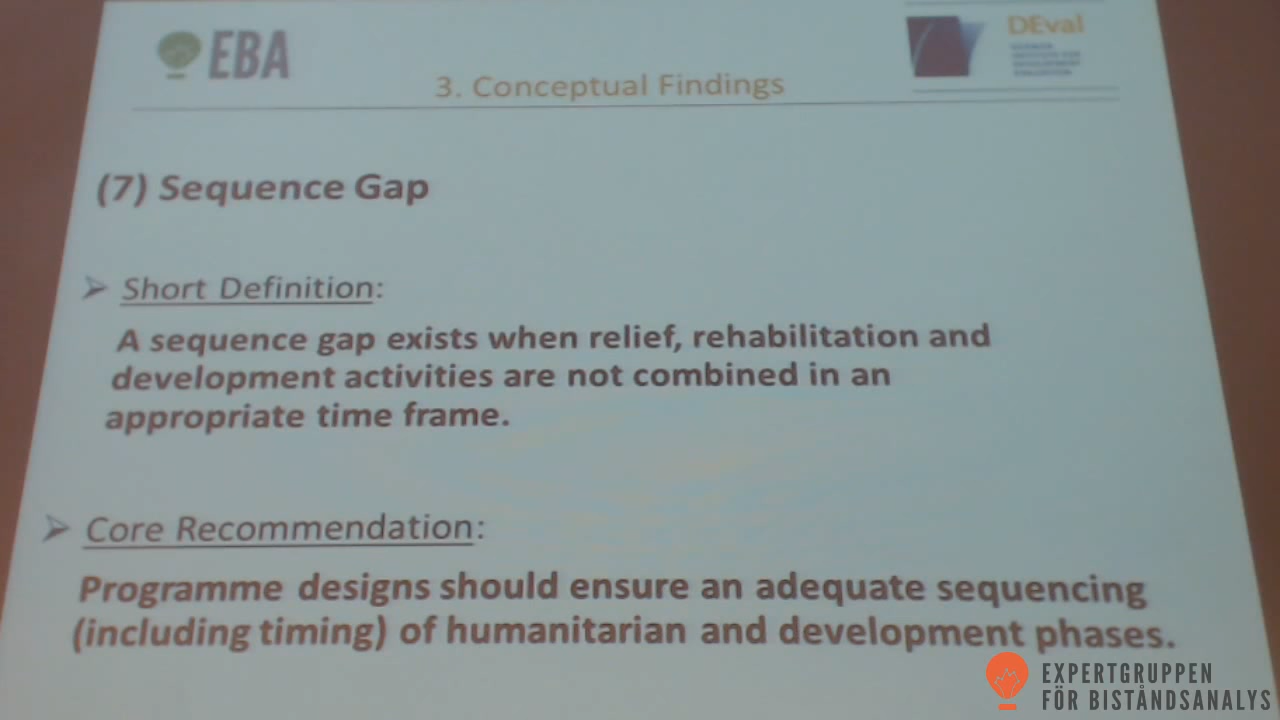 EBA
DEval
3. Conceptual Findings
(7) Sequence Gap
Short Definition:
A sequence gap exists when relief, rehabilitation and
development activities are not combined in an
appropriate time frame.
Core Recommendation:
Programme designs should ensure an adequate sequencing
(including timing) of humanitarian and development phases.
EXPERTGRUPPEN
FÖR BISTÅNDSANALYS